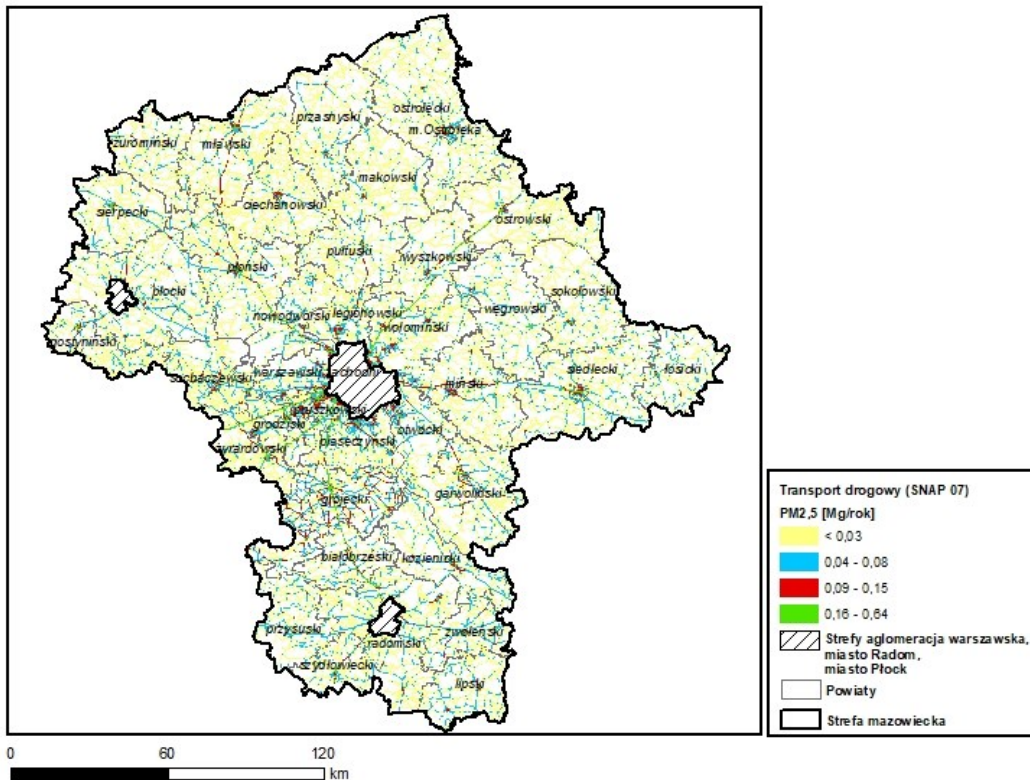 ostrołęcki
przasnyski
m.Ostrołęka
żuromiński
mławski
makowski
ciechanowski
sierpecki
ostrowski
pułtuski
wyszkowski
płoński
sokołowski
płocki
węgrowski
nowodworski
legionowski
wołomiński
gostyniński
warszawski zachodni
sochaczewski
siedlecki
łosicki
miński
pruszkowski
grodziski
otwocki
piaseczyński
żyrardowski
grójecki
garwoliński
białobrzeski
kozienicki
przysuski
zwoleński
radomski
szydłowiecki
lipski
Transport drogowy (SNAP 07)
PM2,5 [Mg/rok]
< 0,03
0,04 - 0,08
0,09 - 0,15
0,16 - 0,64
Strefy aglomeracja warszawska,
miasto Radom,
miasto Płock
Powiaty
Strefa mazowiecka
0 60 120
km